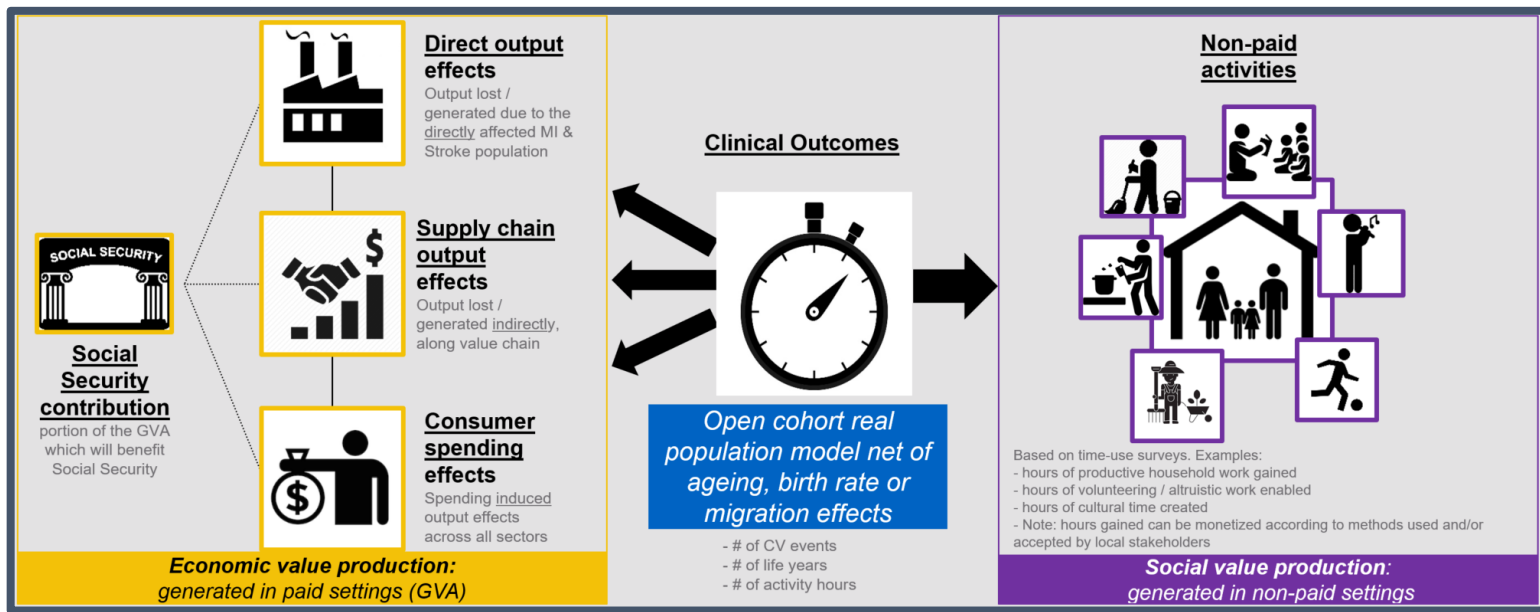 SOCIAL SECURITY
Social
Security
contribution
portion of the GVA
which will benefit
Social Security
Direct output
effects
Output lost /
generated due to the
directly affected MI &
Stroke population
$
Supply chain
output
effects
Output lost /
generated indirectly,
along value chain
$
Consumer
spending
effects
Spending induced
output effects
across all sectors
Economic value production:
generated in paid settings (GVA)
Clinical Outcomes
Open cohort real
population model net of
ageing, birth rate or
migration effects
- # of CV events
- # of life years
- # of activity hours
Non-paid
activities
Based on time-use surveys. Examples:
- hours of productive household work gained
- hours of volunteering / altruistic work enabled
- hours of cultural time created
- Note: hours gained can be monetized according to methods used and/or
accepted by local stakeholders
Social value production:
generated in non-paid settings